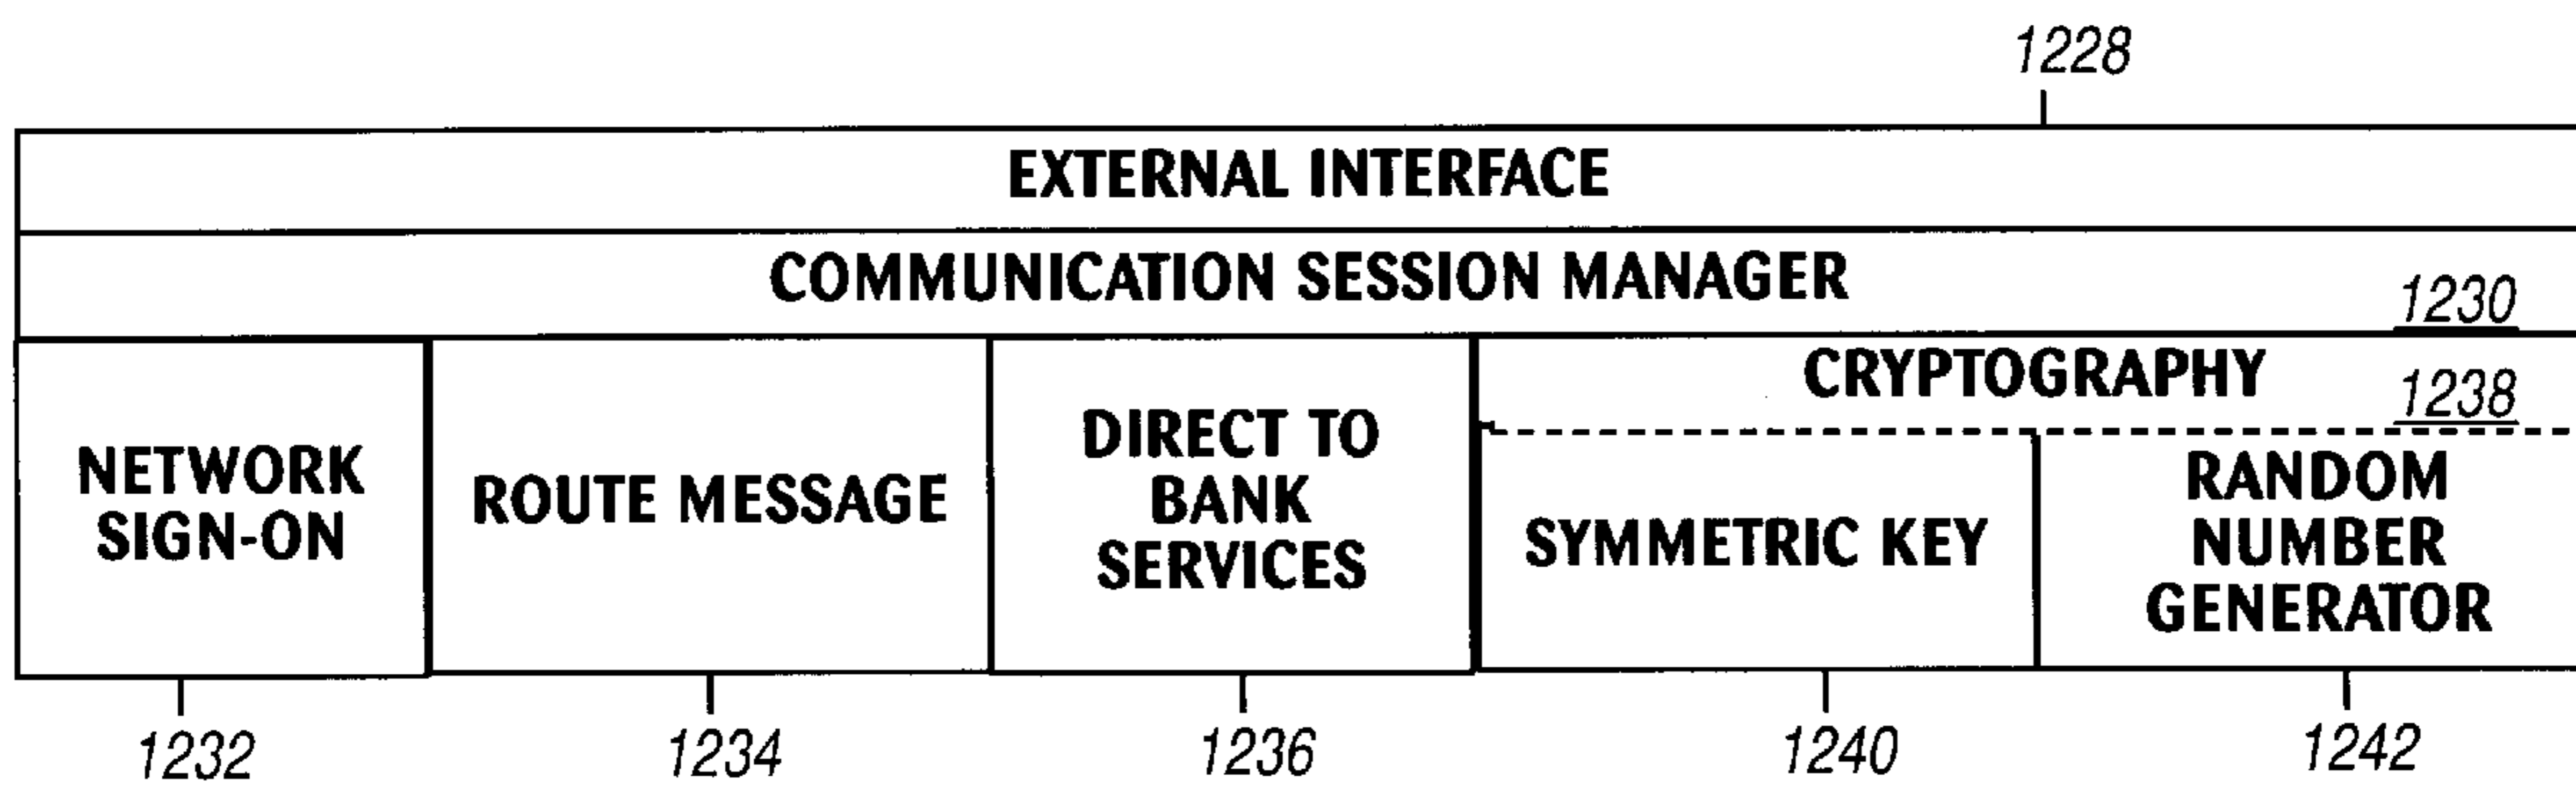 1228
EXTERNAL INTERFACE
COMMUNICATION SESSION MANAGER
1230
CRYPTOGRAPHY
1238
NETWORK
SIGN-ON
ROUTE MESSAGE
DIRECT TO
BANK
SERVICES
SYMMETRIC KEY
RANDOM
NUMBER
GENERATOR
1232
1234
1236
1240
1242